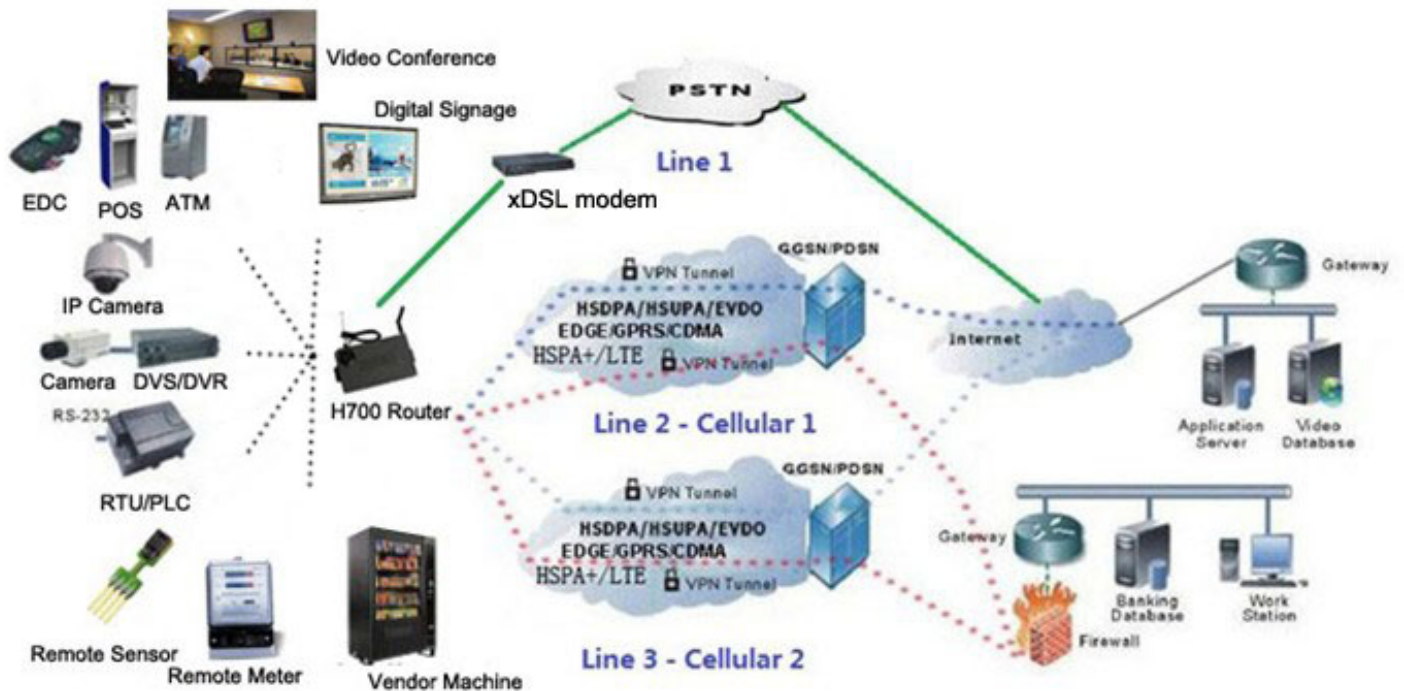 Video Conference
Digital Signage
PSTN
Line 1
xDSL modem
EDC
POS
ATM
IP Camera
Camera
DVS/DVR
RS-232
RTU/PLC
H700 Router
GGSN/PDSN
VPN Tunnel
HSDPA/HSUPA/EVDO
EDGE/GPRS/CDMA
HSPA+/LTE
VPN Tunnel
Line 2 - Cellular 1
Internet
Gateway
Application
Server
Video
Database
GGSN/PDSN
VPN Tunnel
HSDPA/HSUPA/EVDO
EDGE/GPRS/CDMA
HSPA+/LTE
VPN Tunnel
Line 3 - Cellular 2
Gateway
Banking
Database
Work
Station
Firewall
Remote Sensor
Remote Meter
Vendor Machine